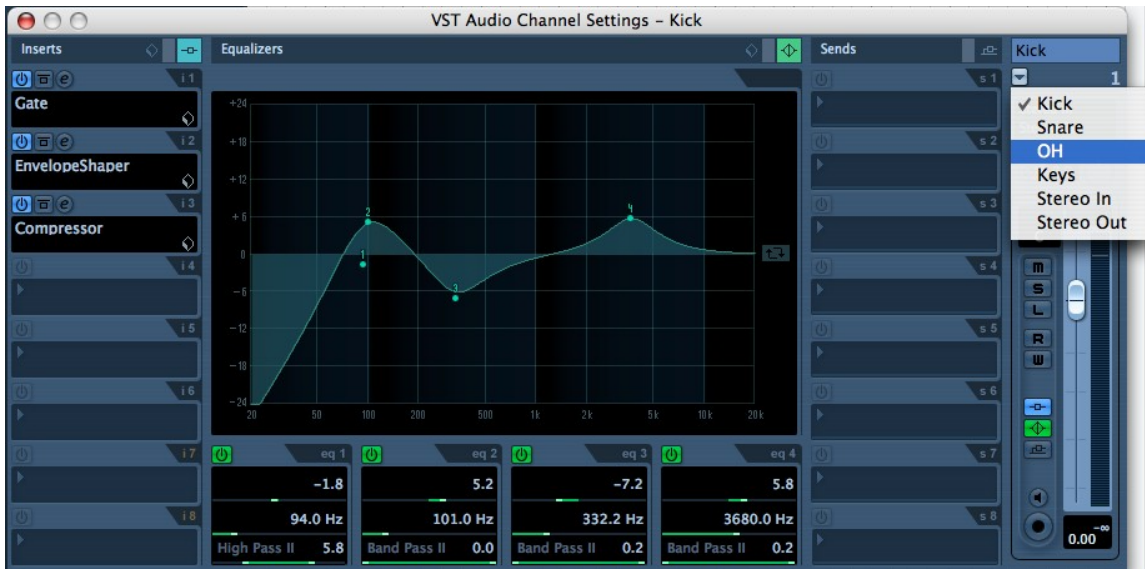 VST Audio Channel Settings – Kick
Inserts
Equalizers
Sends
Kick
i 1
s 1
1
Gate
i 2
EnvelopeShaper
i 3
Compressor
i 4
i 5
i 6
i 7
i 8
+24
+18
+12
+6
0
-6
-12
-18
-24
20 50 100 200 500 1k 2k 5k 10k 20k
1
2
3
4
eq 1
-1.8
94.0 Hz
High Pass II 5.8
eq 2
5.2
101.0 Hz
Band Pass II 0.0
eq 3
-7.2
332.2 Hz
Band Pass II 0.2
eq 4
5.8
3680.0 Hz
Band Pass II 0.2
s 2
s 3
s 4
s 5
s 6
s 7
s 8
✓ Kick
Snare
OH
Keys
Stereo In
Stereo Out
m
S
L
R
W
e
e
e
-∞
0.00